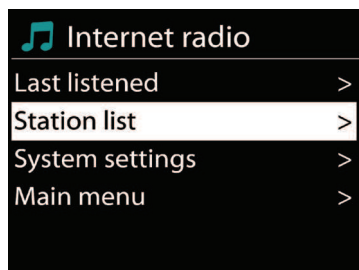 Internet radio
Last listened >
Station list >
System settings >
Main menu >